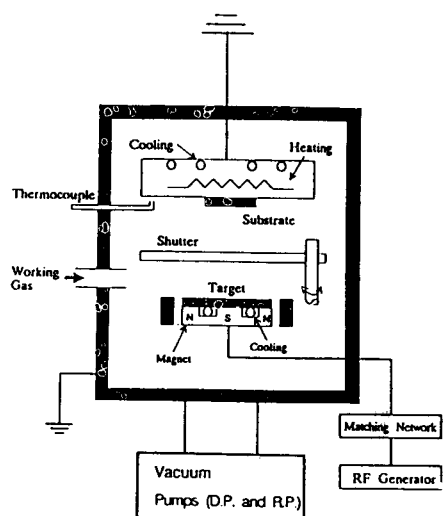 Cooling
Heating
Thermocouple
Substrate
Shutter
Working
Gas
Target
N S N
Magnet
Cooling
Matching Network
RF Generator
Vacuum
Pumps (D.P. and R.P.)